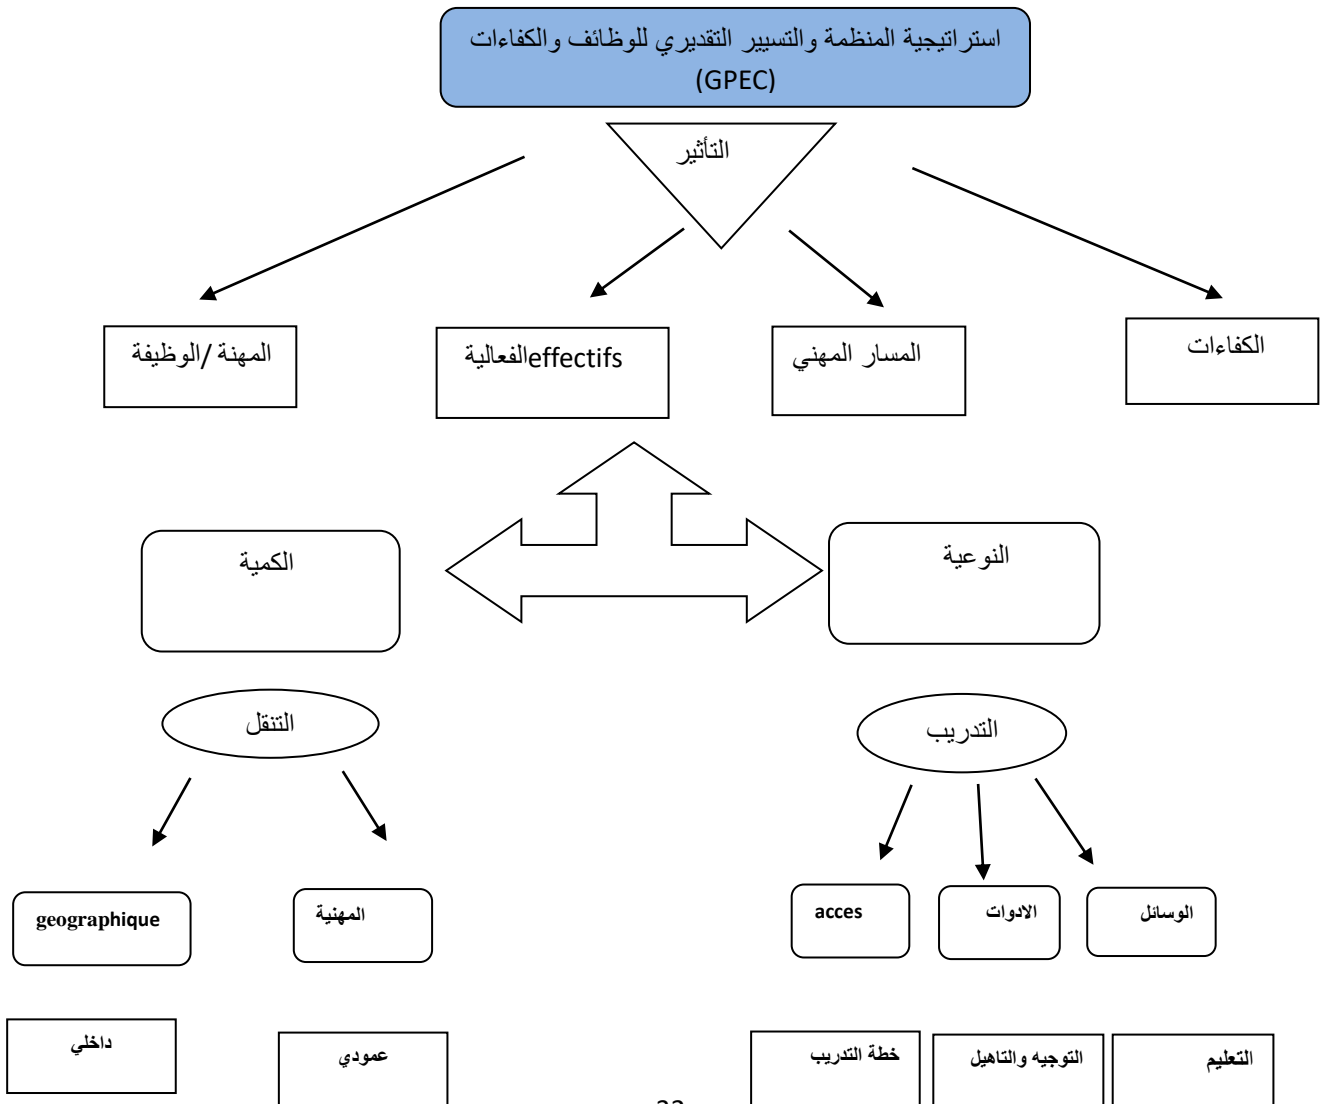 استراتيجية المنظمة والتسيير التقديري للوظائف والكفاءات
(GPEC)
التأثير
الكفاءات
المسار المهني
الفعاليةeffectifs
المهنة /الوظيفة
النوعية
الكمية
التدريب
التنقل
الوسائل
الادوات
acces
المهنية
geographique
التعليم
التوجيه والتاهيل
خطة التدريب
عمودي
داخلي